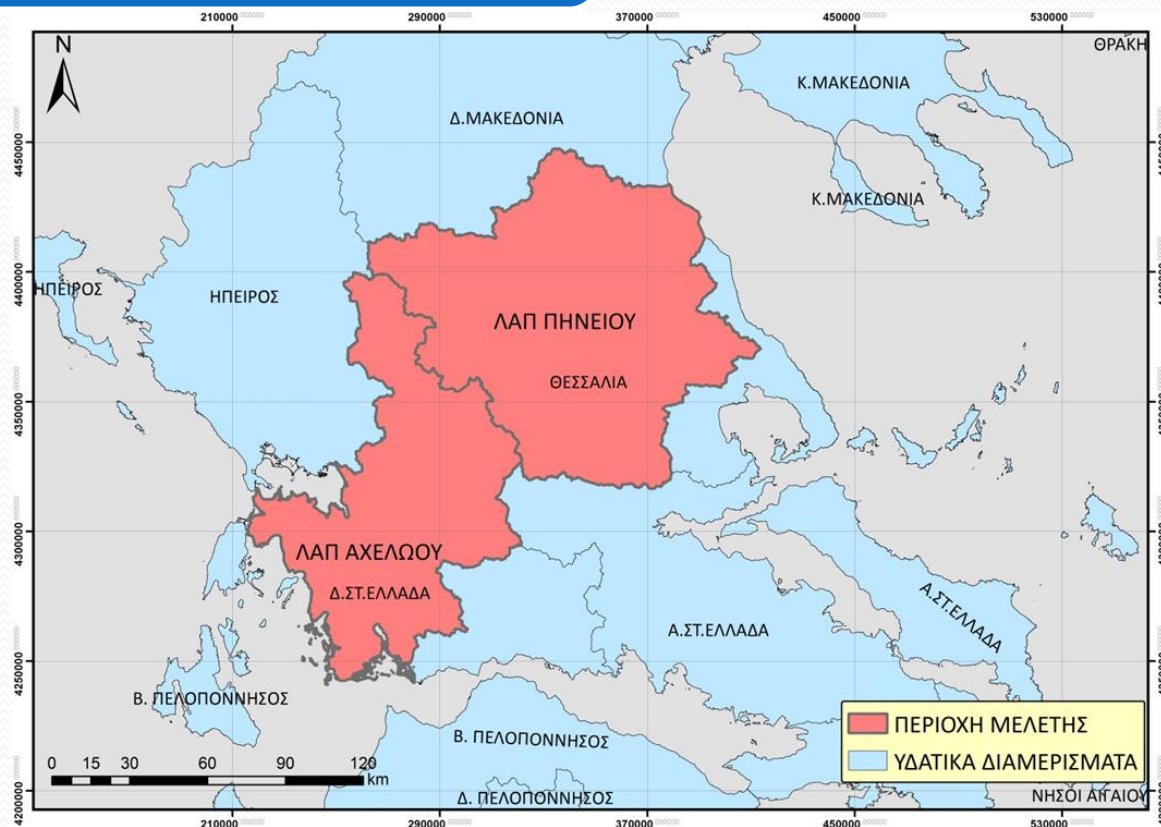 210000 290000 370000 450000 530000
N
ΘΡΑΚΗ
Κ.ΜΑΚΕΔΟΝΙΑ
Δ.ΜΑΚΕΔΟΝΙΑ
4450000
Κ.ΜΑΚΕΔΟΝΙΑ
4400000
ΗΠΕΙΡΟΣ
ΗΠΕΙΡΟΣ
ΛΑΠ ΠΗΝΕΙΟΥ
ΘΕΣΣΑΛΙΑ
4350000
4300000
ΛΑΠ ΑΧΕΛΩΟΥ
Δ.ΣΤ.ΕΛΛΑΔΑ
Α.ΣΤ.ΕΛΛΑΔΑ
Α.ΣΤ.ΕΛΛΑΔΑ
4250000
Β. ΠΕΛΟΠΟΝΝΗΣΟΣ
Β. ΠΕΛΟΠΟΝΝΗΣΟΣ
ΠΕΡΙΟΧΗ ΜΕΛΕΤΗΣ
ΥΔΑΤΙΚΑ ΔΙΑΜΕΡΙΣΜΑΤΑ
0 15 30 60 90 120
km
4200000
Δ. ΠΕΛΟΠΟΝΝΗΣΟΣ
ΝΗΣΟΙ ΑΙΓΑΙΟΥ
210000 290000 370000 450000 530000